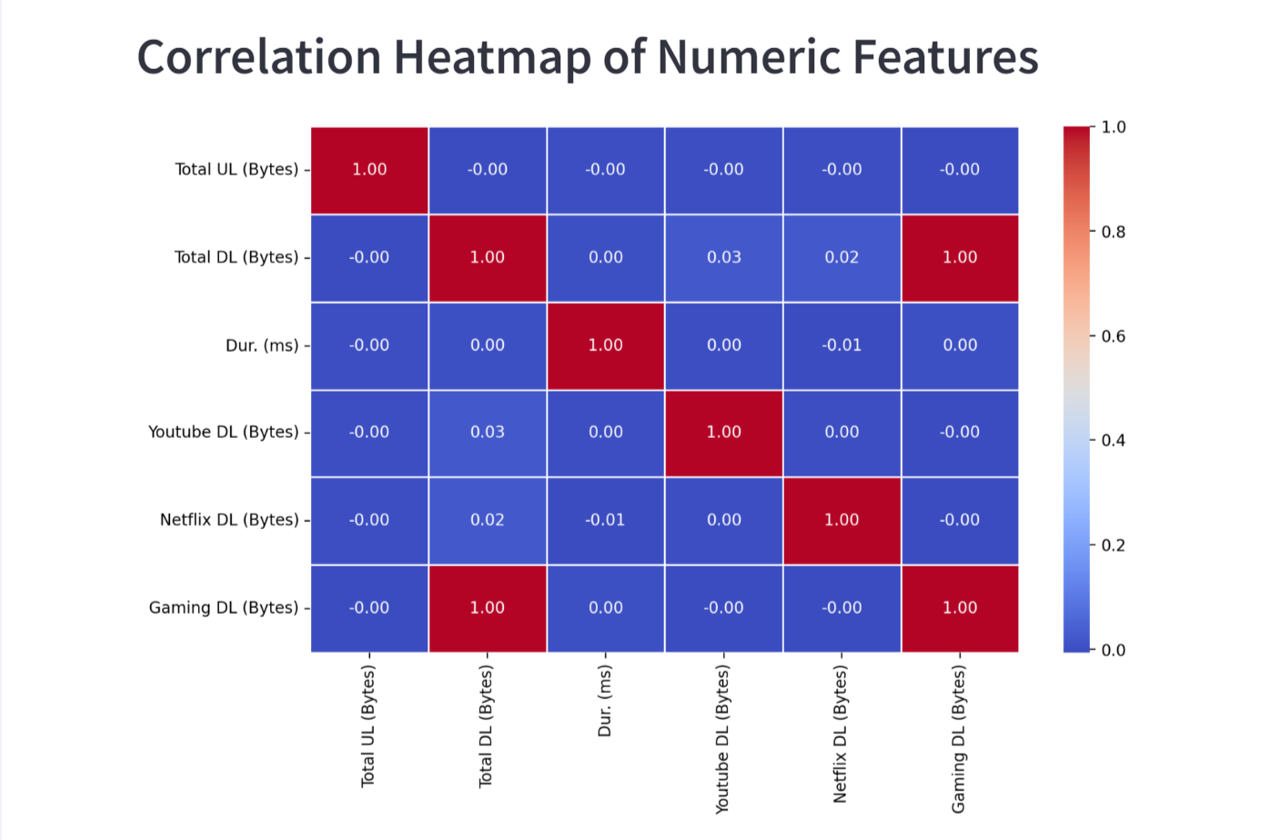 Correlation Heatmap of Numeric Features
Total UL (Bytes) 1.00 -0.00 -0.00 -0.00 -0.00 -0.00
Total DL (Bytes) -0.00 1.00 0.00 0.03 0.02 1.00
Dur. (ms) -0.00 0.00 1.00 0.00 -0.01 0.00
Youtube DL (Bytes) -0.00 0.03 0.00 1.00 0.00 -0.00
Netflix DL (Bytes) -0.00 0.02 -0.01 0.00 1.00 -0.00
Gaming DL (Bytes) -0.00 1.00 0.00 -0.00 -0.00 1.00
Total UL (Bytes)
Total DL (Bytes)
Dur. (ms)
Youtube DL (Bytes)
Netflix DL (Bytes)
Gaming DL (Bytes)
1.0
0.8
0.6
0.4
0.2
0.0